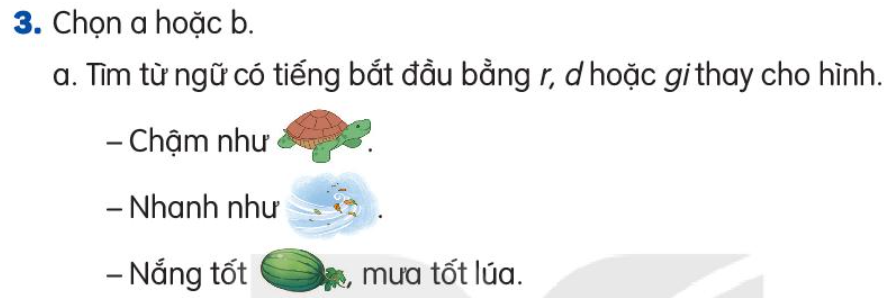 3. Chọn a hoặc b.
a. Tìm từ ngữ có tiếng bắt đầu bằng r, d hoặc gi thay cho hình.
– Chậm như .
– Nhanh như .
– Nắng tốt , mưa tốt lúa.